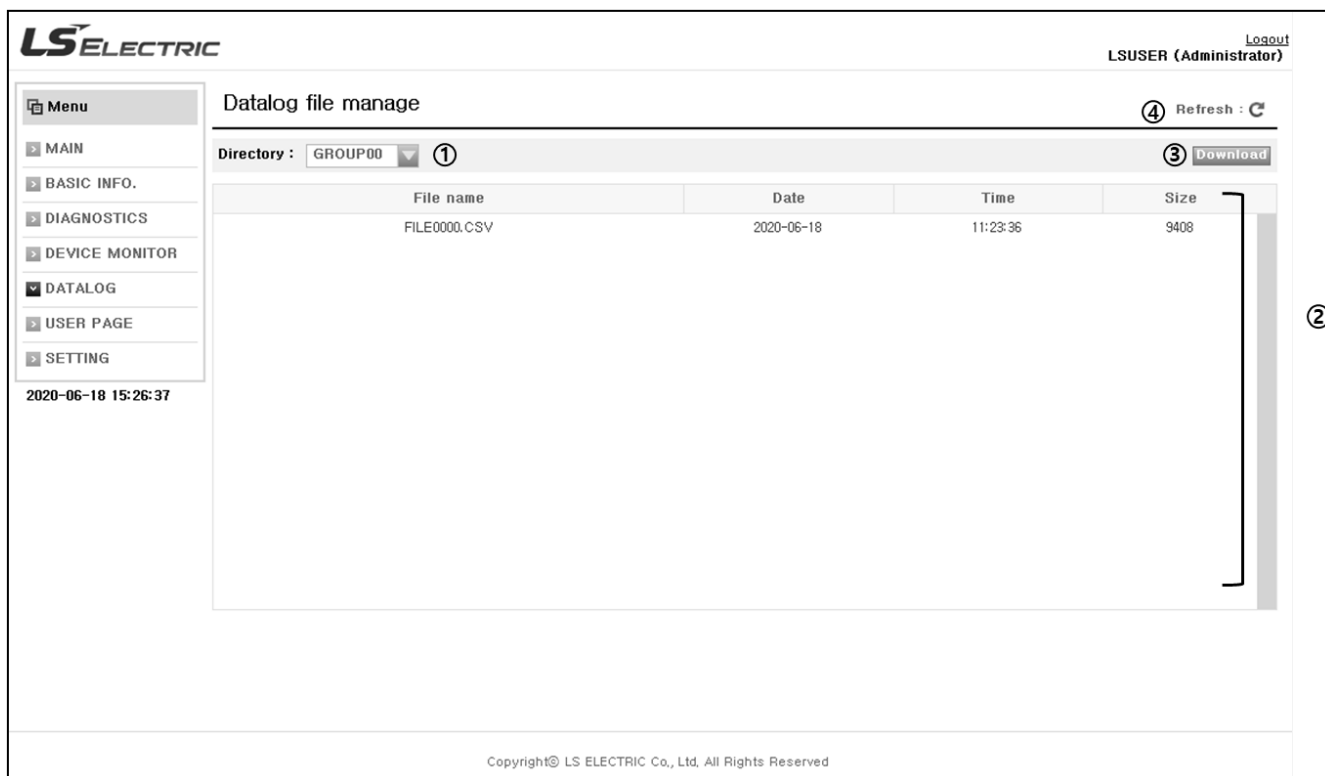 LS ELECTRIC
Logout
LSUSER (Administrator)
Menu
MAIN
BASIC INFO.
DIAGNOSTICS
DEVICE MONITOR
DATALOG
USER PAGE
SETTING
2020-06-18 15:26:37
Datalog file manage
④ Refresh :
Directory : GROUP00 ① ③ Download
File name Date Time Size
FILE0000.CSV 2020-06-18 11:23:36 9408
②
Copyrightⓒ LS ELECTRIC Co., Ltd, All Rights Reserved